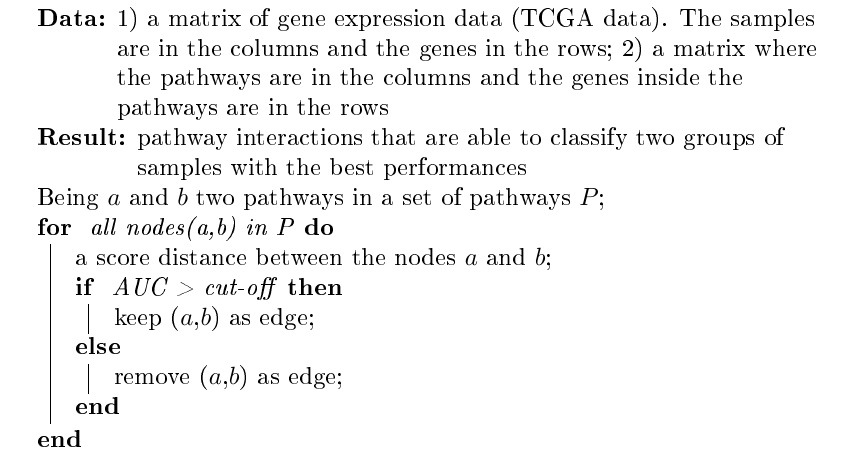 Data: 1) a matrix of gene expression data (TCGA data). The samples
are in the columns and the genes in the rows; 2) a matrix where
the pathways are in the columns and the genes inside the
pathways are in the rows
Result: pathway interactions that are able to classify two groups of
samples with the best performances
Being a and b two pathways in a set of pathways P;
for all nodes(a,b) in P do
a score distance between the nodes a and b;
if AUC > cut-off then
keep (a,b) as edge;
else
remove (a,b) as edge;
end
end